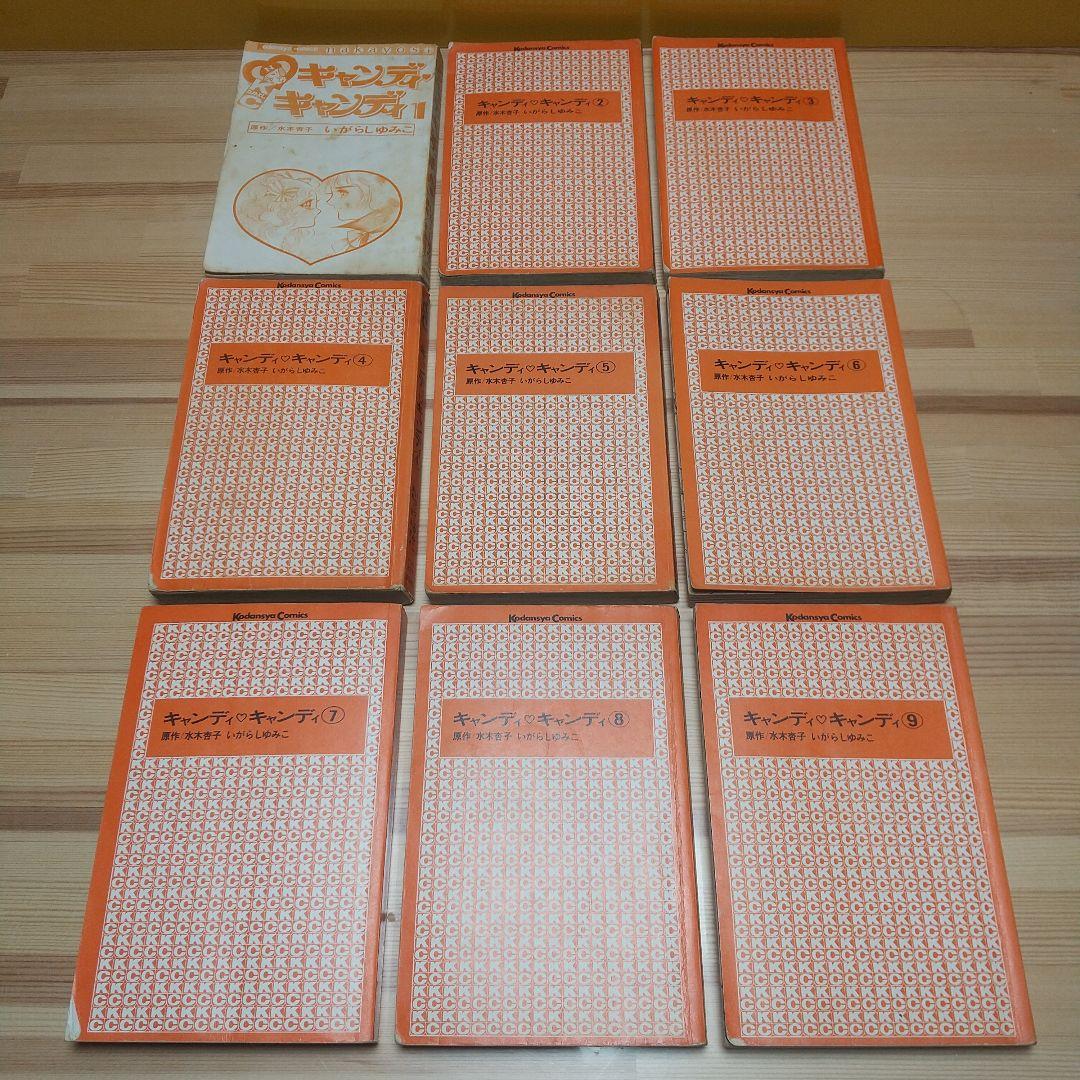 Kodansya Comics nakayosi
キャンディ・
キャンディ1
原作/水木杏子 いがらしゆみこ
Kodansya Comics
キャンディ♡キャンディ②
原作/水木杏子 いがらしゆみこ
Kodansya Comics
キャンディ♡キャンディ③
原作/水木杏子 いがらしゆみこ
Kodansya Comics
キャンディ♡キャンディ④
原作/水木杏子 いがらしゆみこ
Kodansya Comics
キャンディ♡キャンディ⑤
原作/水木杏子 いがらしゆみこ
Kodansya Comics
キャンディ♡キャンディ⑥
原作/水木杏子 いがらしゆみこ
Kodansya Comics
キャンディ♡キャンディ⑦
原作/水木杏子 いがらしゆみこ
Kodansya Comics
キャンディ♡キャンディ⑧
原作/水木杏子 いがらしゆみこ
Kodansya Comics
キャンディ♡キャンディ⑨
原作/水木杏子 いがらしゆみこ